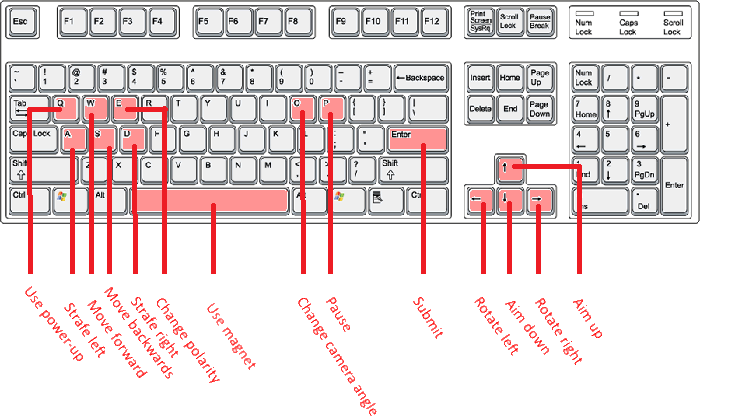 Esc F1 F2 F3 F4 F5 F6 F7 F8 F9 F10 F11 F12 Print Screen SysRq Scroll Lock Pause Break Num Lock Caps Lock Scroll Lock
~ ` ! 1 @ 2 # 3 $ 4 % 5 ^ 6 & 7 * 8 ( 9 ) 0 + = ←Backspace Insert Home Page Up Num Lock / * -
Tab Q W E R T Y U I O P { [ } ] | \ Delete End Page Down 7 Home 8 ↑ 9 PgUp +
Caps Lock A S D F G H J K L Enter 4 ← 5 6 →
Shift Z X C V B N M ? / Shift ↑ 1 End 2 ↓ 3 PgDn Enter
Ctrl Alt Ctrl ← ↓ → Ins . Del
Use power-up
Strafe left
Move forward
Move backwards
Strafe right
Change polarity
Use magnet
Change camera angle
Pause
Submit
Rotate left
Aim down
Rotate right
Aim up